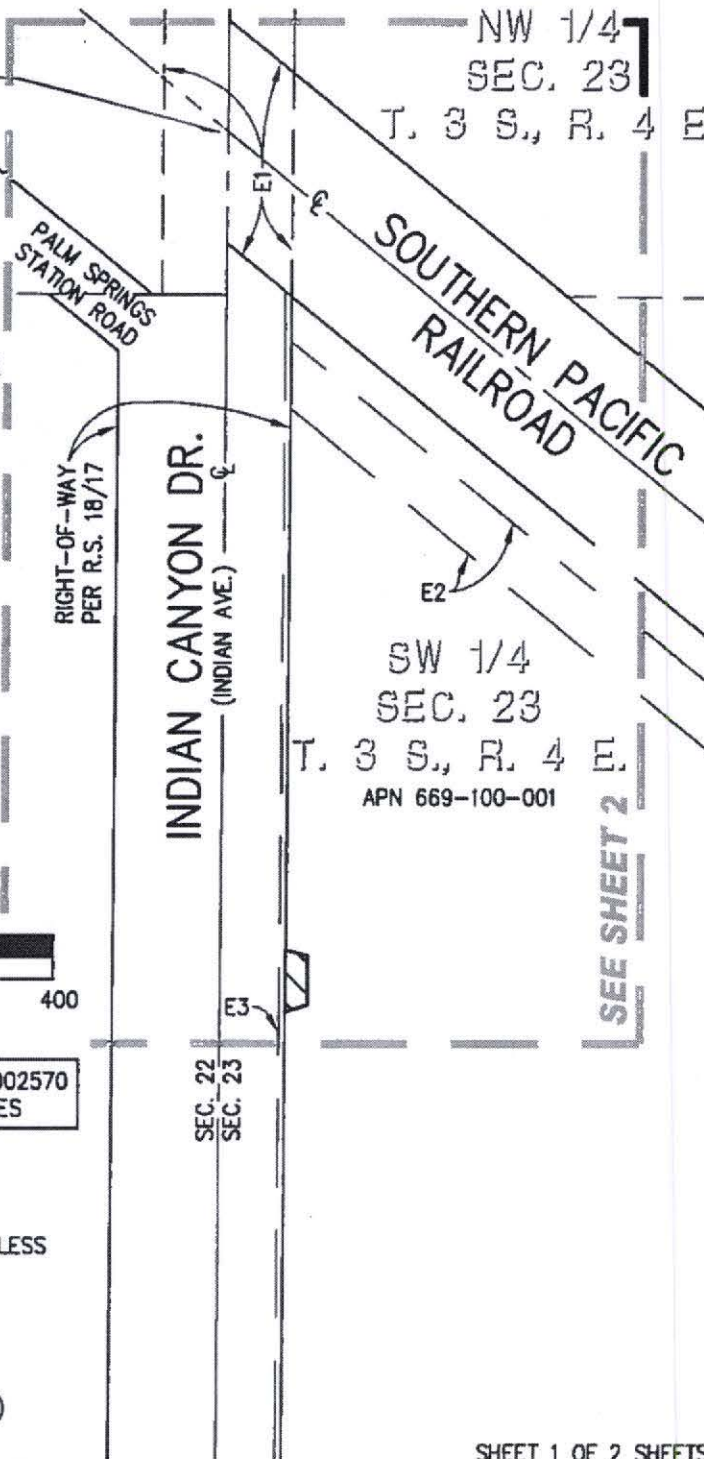 NW 1/4
SEC. 23
T. 3 S., R. 4 E
E1
℄
PALM SPRINGS
STATION ROAD
SOUTHERN PACIFIC
RAILROAD
RIGHT-OF-WAY
PER R.S. 18/17
INDIAN CANYON DR.
(INDIAN AVE.)
℄
E2
SW 1/4
SEC. 23
T. 3 S., R. 4 E.
APN 669-100-001
SEE SHEET 2
400
E3
002570
ES
SEC. 22
SEC. 23
LESS
)
SHEET 1 OF 2 SHEETS